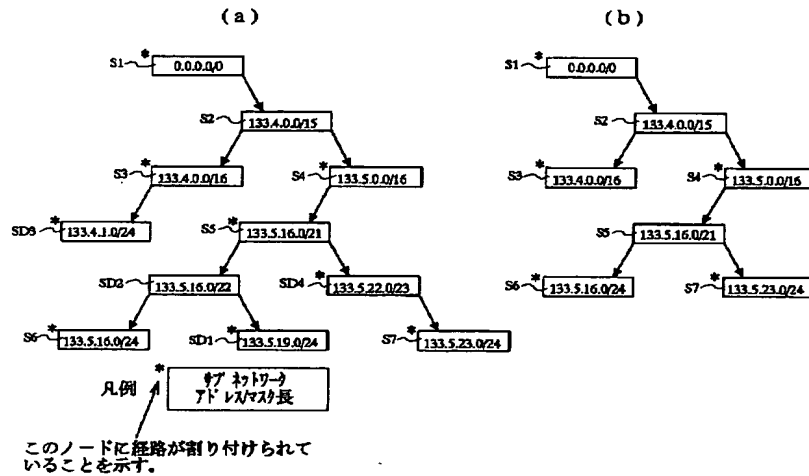 (a)
(b)
S1
* 0.0.0.0/0
S2
133.4.0.0/15
S3
* 133.4.0.0/16
S4
* 133.5.0.0/16
SD3
* 133.4.1.0/24
S5
* 133.5.16.0/21
SD2
133.5.16.0/22
SD4
* 133.5.22.0/23
S6
* 133.5.16.0/24
SD1
* 133.5.19.0/24
S7
* 133.5.23.0/24
凡例
* サブネットワーク
アドレス/マスク長
このノードに経路が割り付けられて
いることを示す。
S1
* 0.0.0.0/0
S2
133.4.0.0/15
S3
* 133.4.0.0/16
S4
* 133.5.0.0/16
S5
133.5.16.0/21
S6
* 133.5.16.0/24
S7
* 133.5.23.0/24